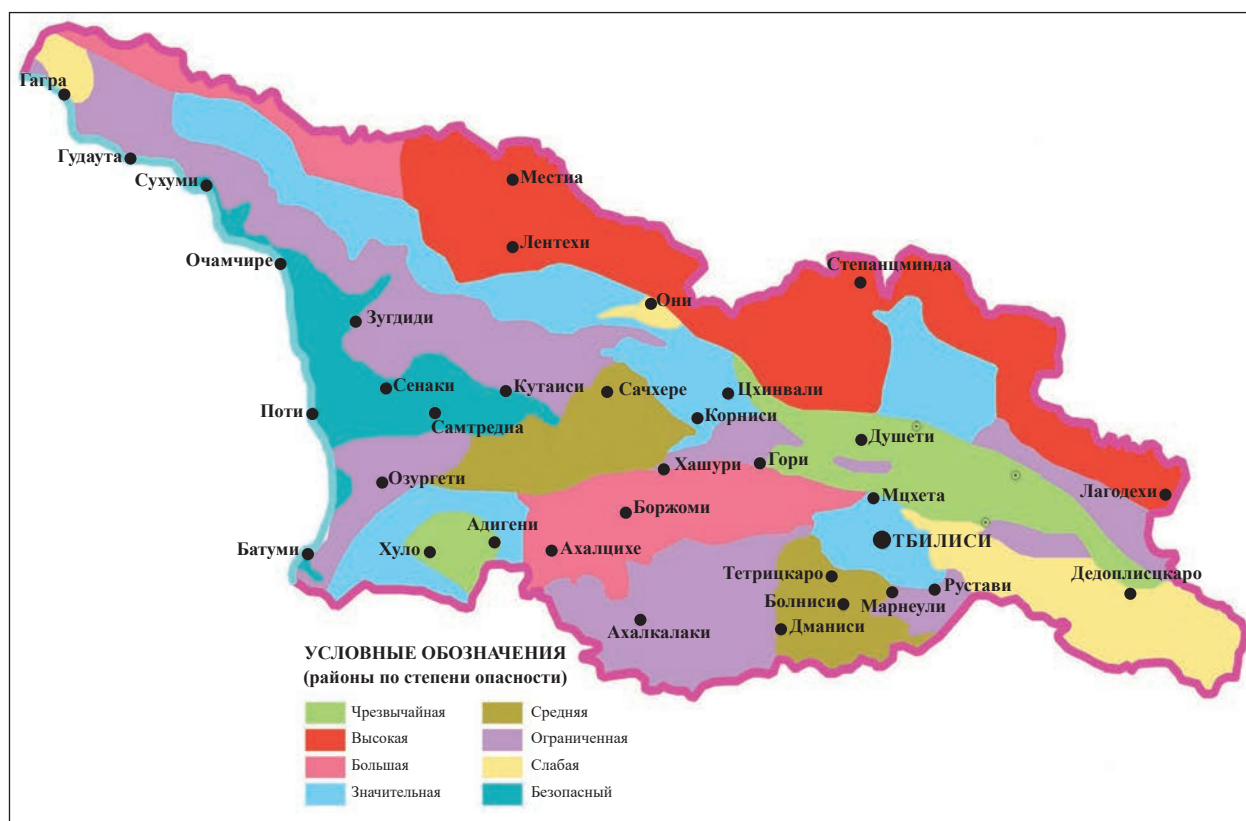 Гагра
Гудаута
Сухуми
Местиа
Лентехи
Очамчире
Степанцминда
Они
Зугдиди
Сенаки
Кутаиси
Сачхере
Цхинвали
Поти
Самтредиа
Корниси
Душети
Хашури
Гори
Озургети
Мцхета
Лагодехи
Боржоми
Адигени
Батуми
Хуло
Ахалцихе
ТБИЛИСИ
Тетрицкаро
Дедоплисцкаро
Рустави
Болниси
Марнеули
Ахалкалаки
Дманиси
УСЛОВНЫЕ ОБОЗНАЧЕНИЯ
(районы по степени опасности)
Чрезвычайная
Высокая
Большая
Значительная
Средняя
Ограниченная
Слабая
Безопасный